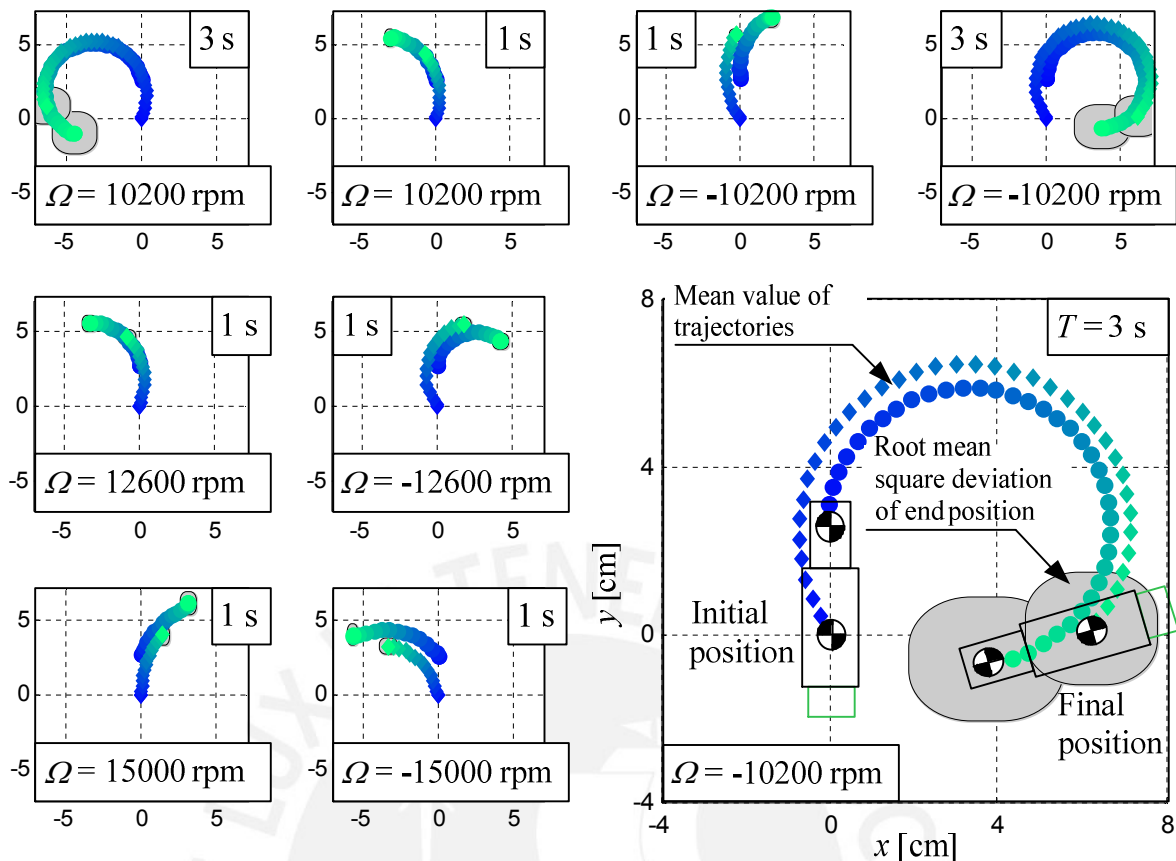 5
0
-5
3 s
Ω = 10200 rpm
-5 0 5
5
0
-5
1 s
Ω = 10200 rpm
-5 0 5
5
0
-5
1 s
Ω = -10200 rpm
-5 0 5
5
0
-5
3 s
Ω = -10200 rpm
-5 0 5
5
0
-5
1 s
Ω = 12600 rpm
-5 0 5
5
0
-5
1 s
Ω = -12600 rpm
-5 0 5
5
0
-5
1 s
Ω = 15000 rpm
-5 0 5
5
0
-5
1 s
Ω = -15000 rpm
-5 0 5
8
4
0
-4
y [cm]
Mean value of
trajectories
T = 3 s
Root mean
square deviation
of end position
Initial
position
Final
position
Ω = -10200 rpm
-4 0 4 8
x [cm]